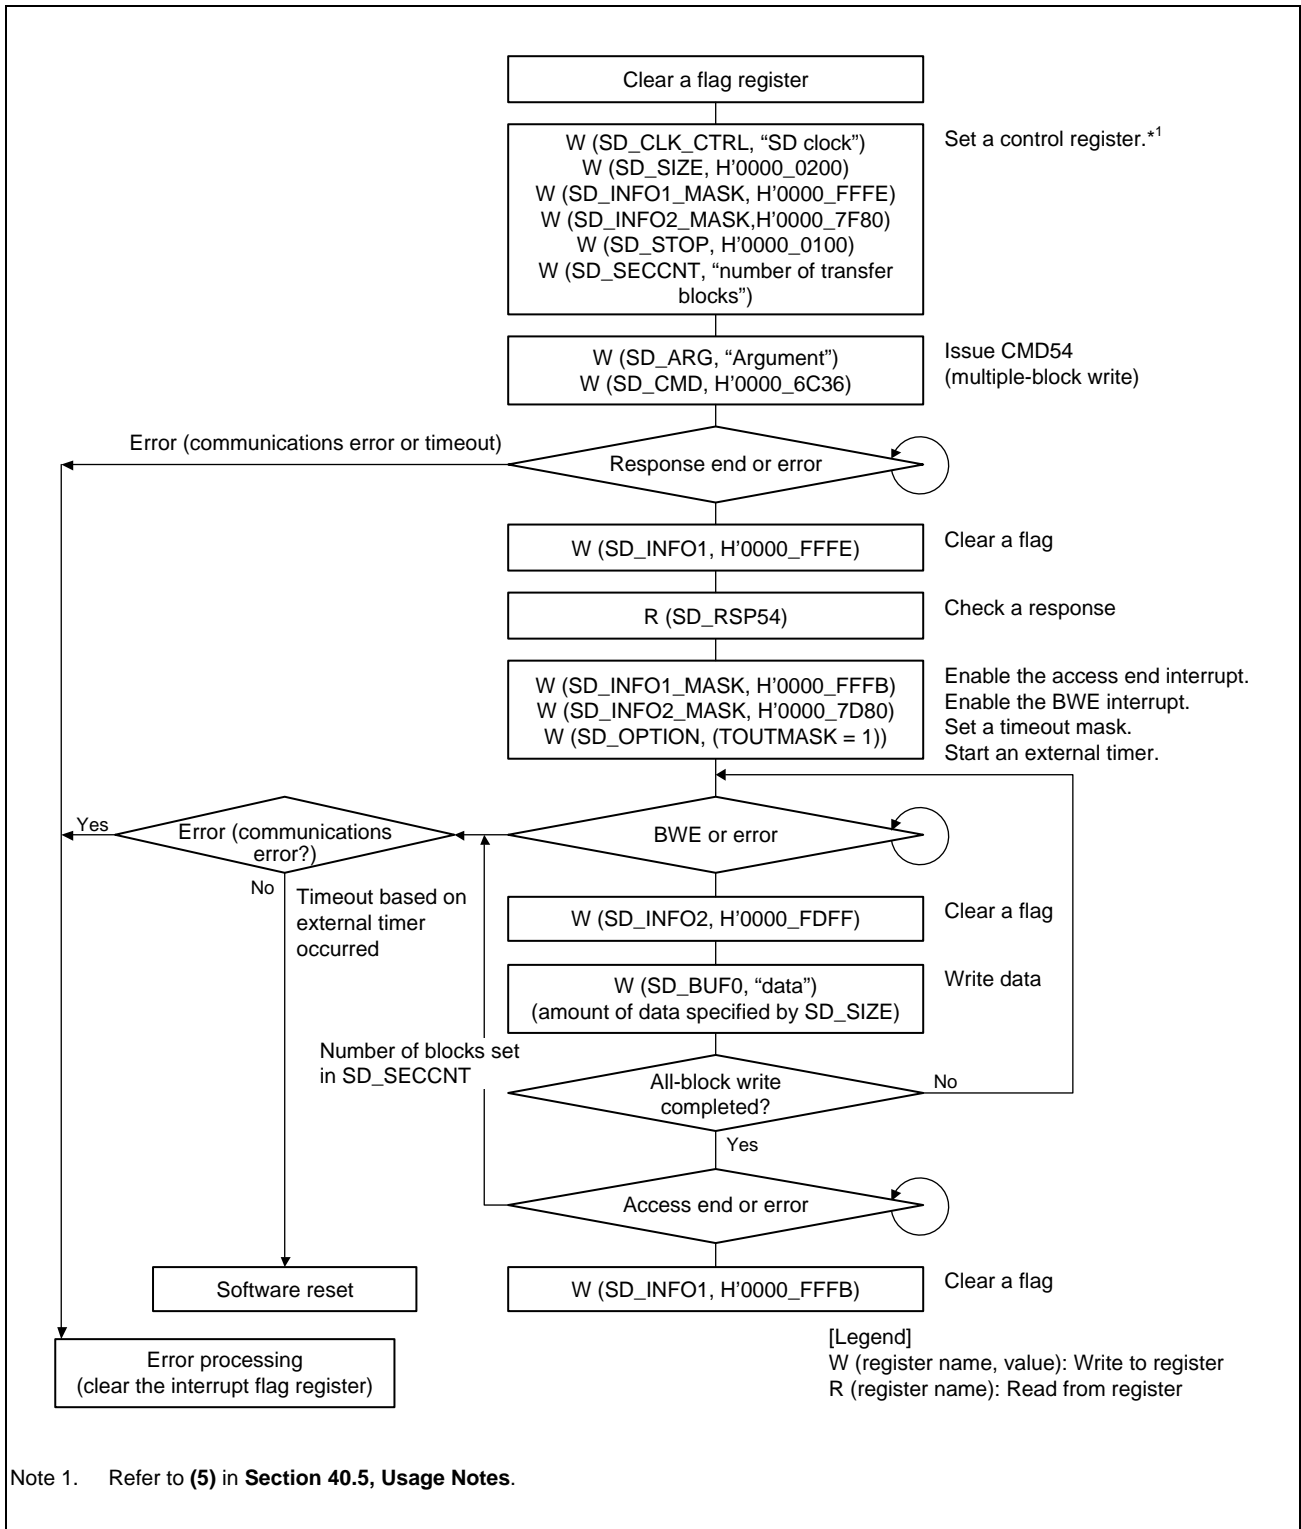 Clear a flag register
W (SD_CLK_CTRL, “SD clock”)
W (SD_SIZE, H'0000_0200)
W (SD_INFO1_MASK, H'0000_FFFE)
W (SD_INFO2_MASK,H'0000_7F80)
W (SD_STOP, H'0000_0100)
W (SD_SECCNT, “number of transfer
blocks”)
Set a control register.*1
W (SD_ARG, “Argument”)
W (SD_CMD, H'0000_6C36)
Issue CMD54
(multiple-block write)
Error (communications error or timeout)
Response end or error
W (SD_INFO1, H'0000_FFFE)
Clear a flag
R (SD_RSP54)
Check a response
W (SD_INFO1_MASK, H'0000_FFFB)
W (SD_INFO2_MASK, H'0000_7D80)
W (SD_OPTION, (TOUTMASK = 1))
Enable the access end interrupt.
Enable the BWE interrupt.
Set a timeout mask.
Start an external timer.
Yes
Error (communications
error?)
BWE or error
No
Timeout based on
external timer
occurred
W (SD_INFO2, H'0000_FDFF)
Clear a flag
W (SD_BUF0, “data”)
(amount of data specified by SD_SIZE)
Write data
Number of blocks set
in SD_SECCNT
All-block write
completed?
No
Yes
Access end or error
Software reset
W (SD_INFO1, H'0000_FFFB)
Clear a flag
Error processing
(clear the interrupt flag register)
[Legend]
W (register name, value): Write to register
R (register name): Read from register
Note 1. Refer to (5) in Section 40.5, Usage Notes.